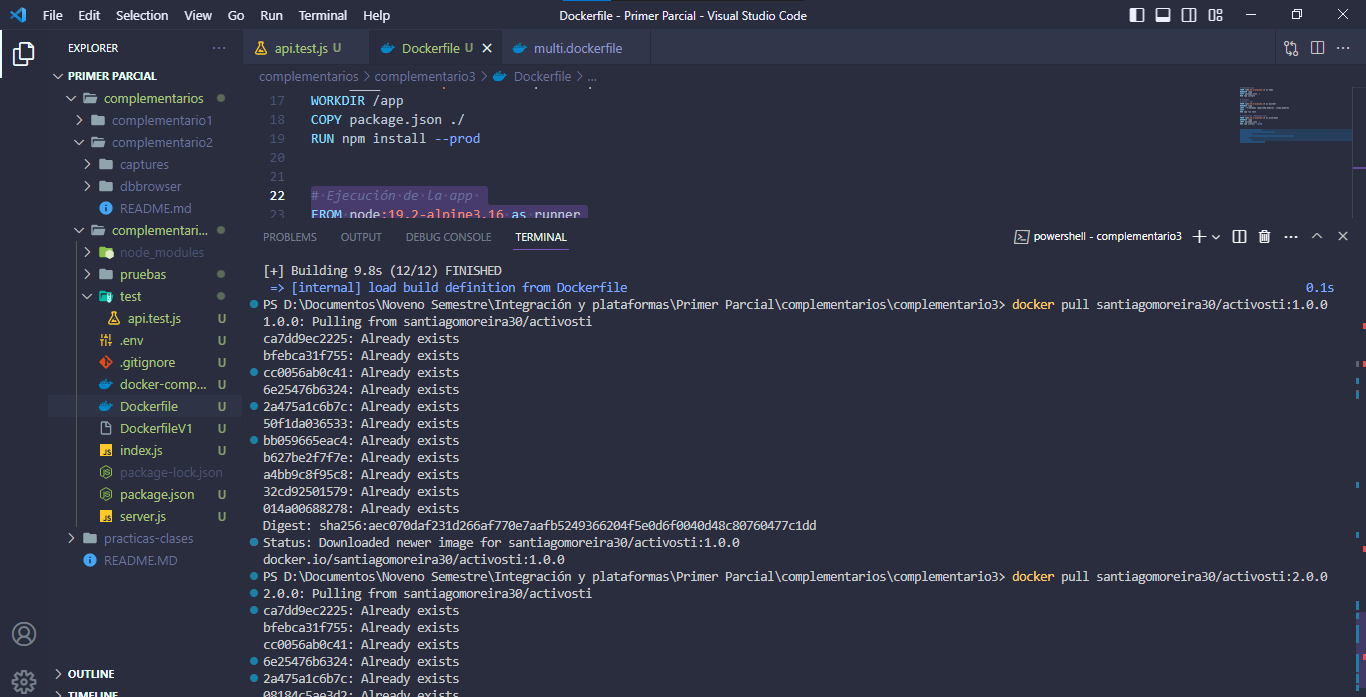 File Edit Selection View Go Run Terminal Help
Dockerfile - Primer Parcial - Visual Studio Code
EXPLORER
PRIMER PARCIAL
complementarios
complementario1
complementario2
captures
dbbrowser
README.md
complementari...
node_modules
pruebas
test
api.test.js U
.env U
.gitignore U
docker-comp... U
Dockerfile U
DockerfileV1 U
index.js U
package-lock.json
package.json U
server.js U
practicas-clases
README.MD
OUTLINE
TIMELINE
api.test.js U Dockerfile U multi.dockerfile
complementarios > complementario3 > Dockerfile > ...
17 WORKDIR /app
18 COPY package.json ./
19 RUN npm install --prod
20
21
22 # Ejecución de la app
23 FROM node:19.2-alpine3.16 as runner
PROBLEMS OUTPUT DEBUG CONSOLE TERMINAL
powershell - complementario3
[+] Building 9.8s (12/12) FINISHED
=> [internal] load build definition from Dockerfile 0.1s
PS D:\Documentos\Noveno Semestre\Integración y plataformas\Primer Parcial\complementarios\complementario3> docker pull santiagomoreira30/activosti:1.0.0
1.0.0: Pulling from santiagomoreira30/activosti
ca7dd9ec2225: Already exists
bfebca31f755: Already exists
cc0056ab0c41: Already exists
6e25476b6324: Already exists
2a475a1c6b7c: Already exists
50f1da036533: Already exists
bb059665eac4: Already exists
b627be2f7f7e: Already exists
a4bb9c8f95c8: Already exists
32cd92501579: Already exists
014a00688278: Already exists
Digest: sha256:aec070daf231d266af770e7aafb5249366204f5e0d6f0040d48c80760477c1dd
Status: Downloaded newer image for santiagomoreira30/activosti:1.0.0
docker.io/santiagomoreira30/activosti:1.0.0
PS D:\Documentos\Noveno Semestre\Integración y plataformas\Primer Parcial\complementarios\complementario3> docker pull santiagomoreira30/activosti:2.0.0
2.0.0: Pulling from santiagomoreira30/activosti
ca7dd9ec2225: Already exists
bfebca31f755: Already exists
cc0056ab0c41: Already exists
6e25476b6324: Already exists
2a475a1c6b7c: Already exists
08184c5ae3d2: Already exists